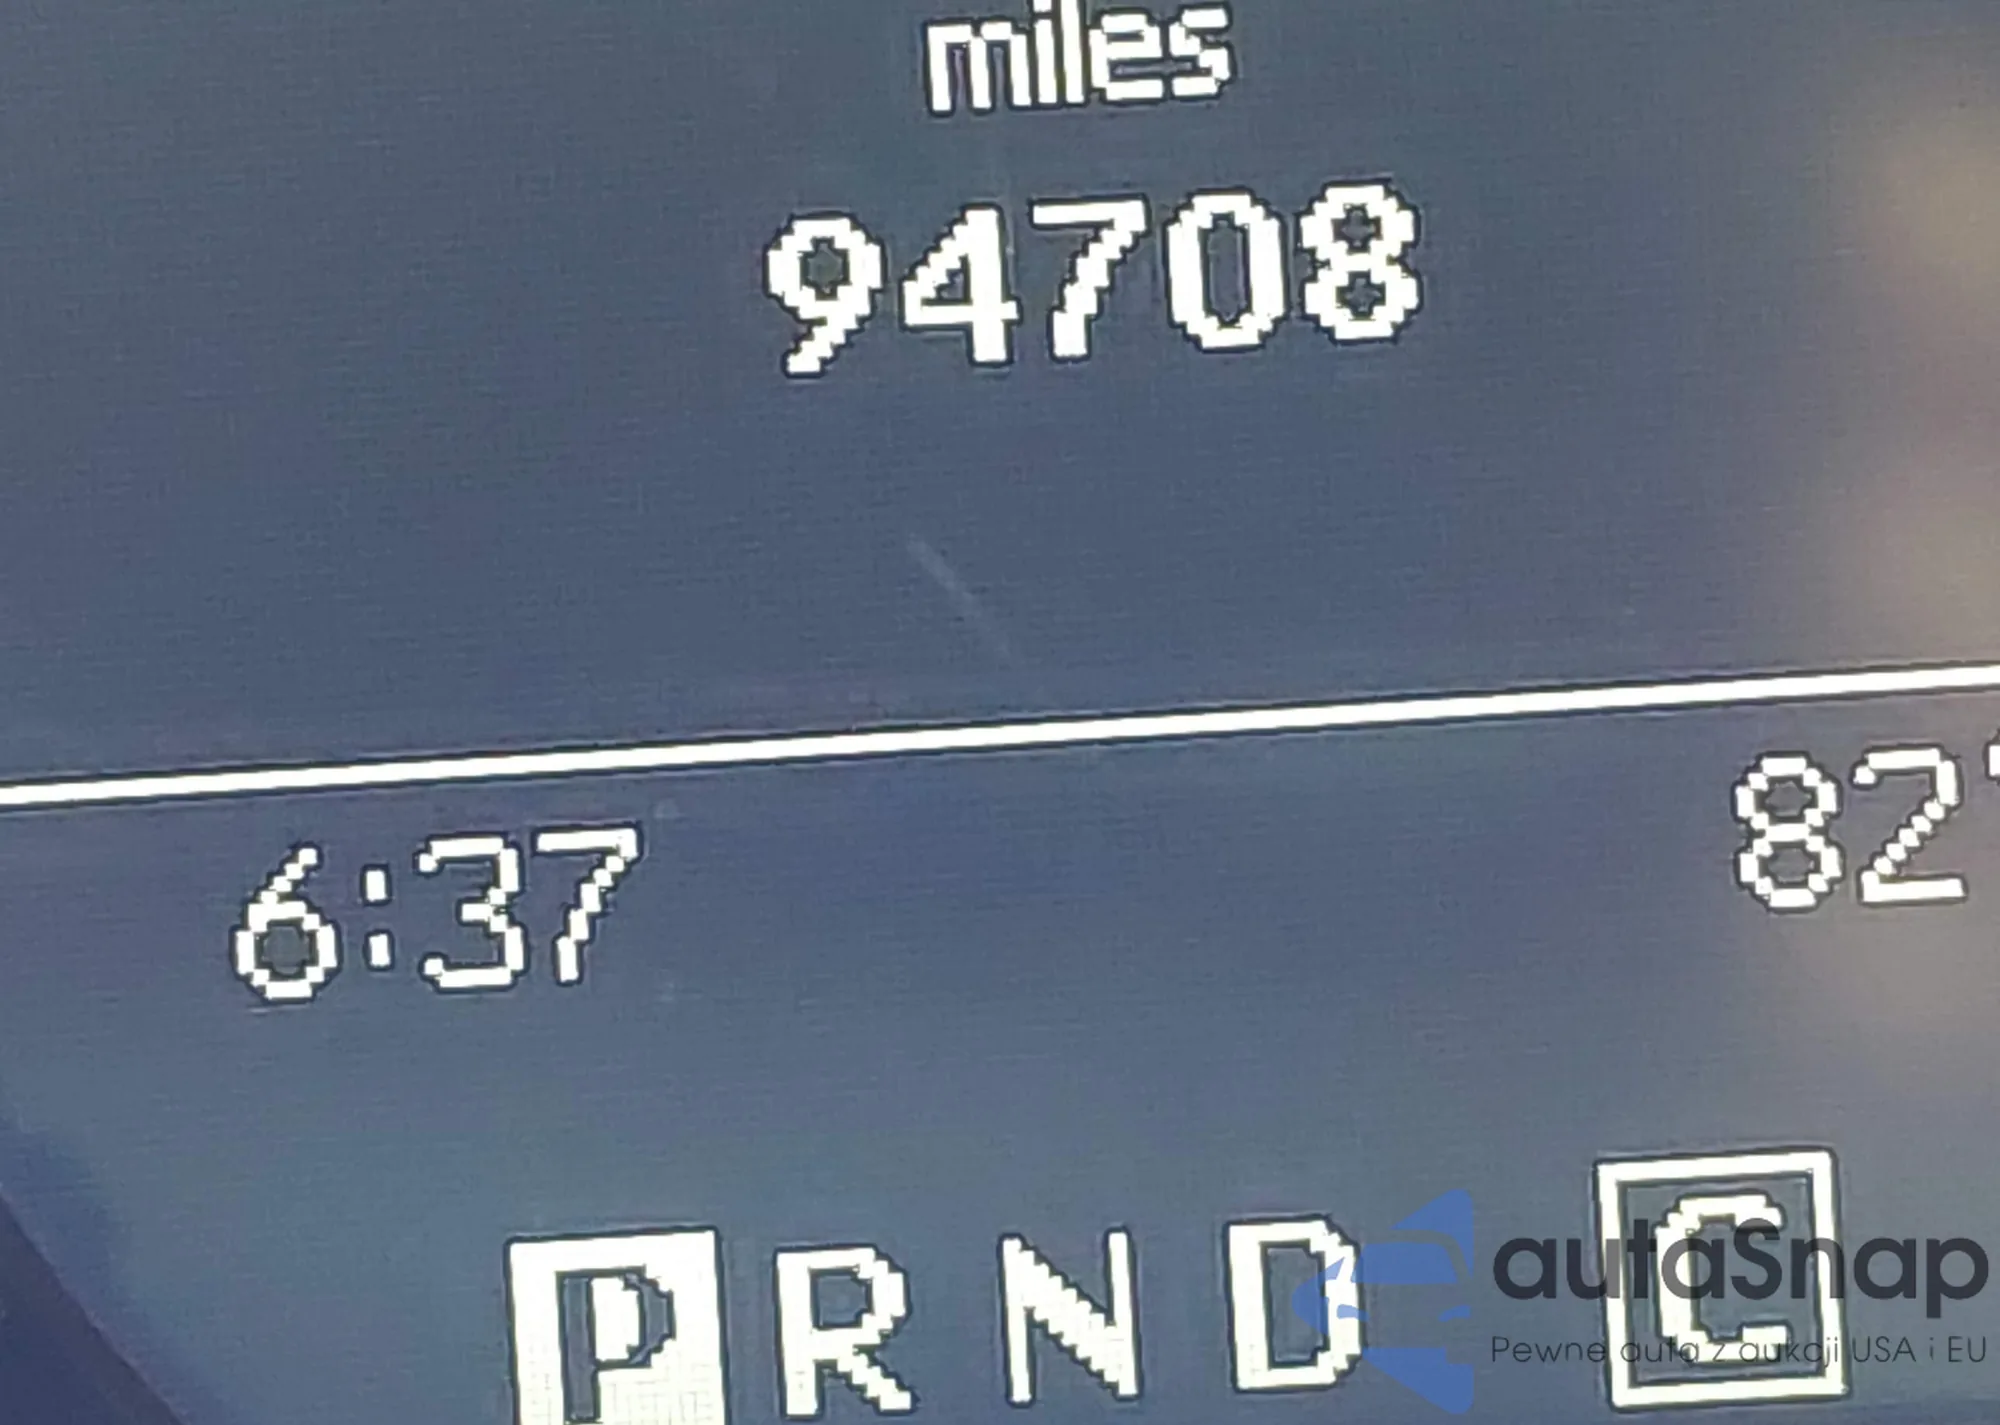 miles
94708
6:37 82°
P R N D C
autaSnap
Pewne auta z aukcji USA i EU